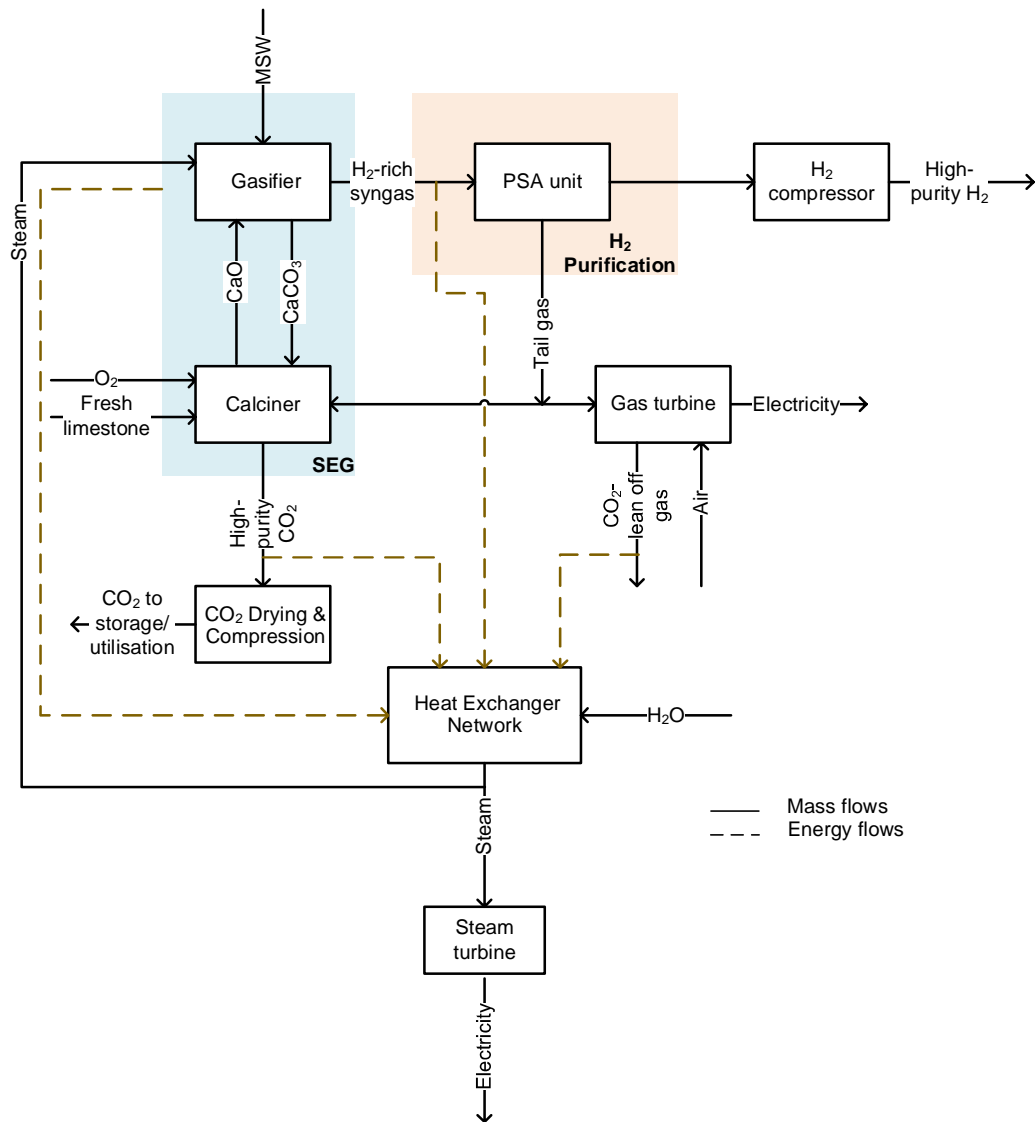 MSW
Gasifier
H₂-rich
syngas
PSA unit
H₂
compressor
High-
purity H₂
Steam
H₂
Purification
CaO
CaCO₃
Tail gas
O₂
Fresh
limestone
Calciner
Gas turbine
Electricity
SEG
High-
purity
CO₂
CO₂-
lean off
gas
Air
CO₂ to
storage/
utilisation
CO₂ Drying &
Compression
Heat Exchanger
Network
H₂O
Steam
Mass flows
Energy flows
Steam
turbine
Electricity